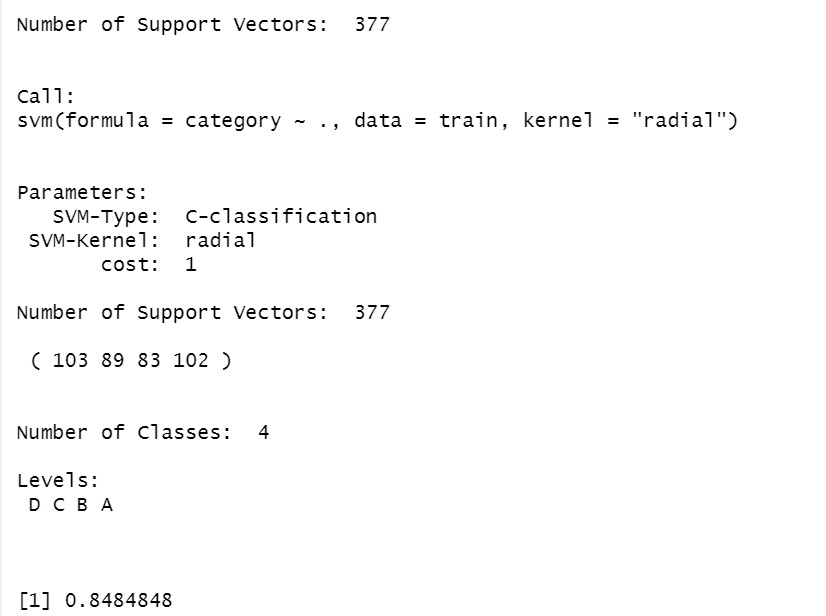 Number of Support Vectors:  377
Call:
svm(formula = category ~ ., data = train, kernel = "radial")
Parameters:
   SVM-Type:  C-classification
 SVM-Kernel:  radial
       cost:  1
Number of Support Vectors:  377
 ( 103 89 83 102 )
Number of Classes:  4
Levels:
 D C B A
[1] 0.8484848